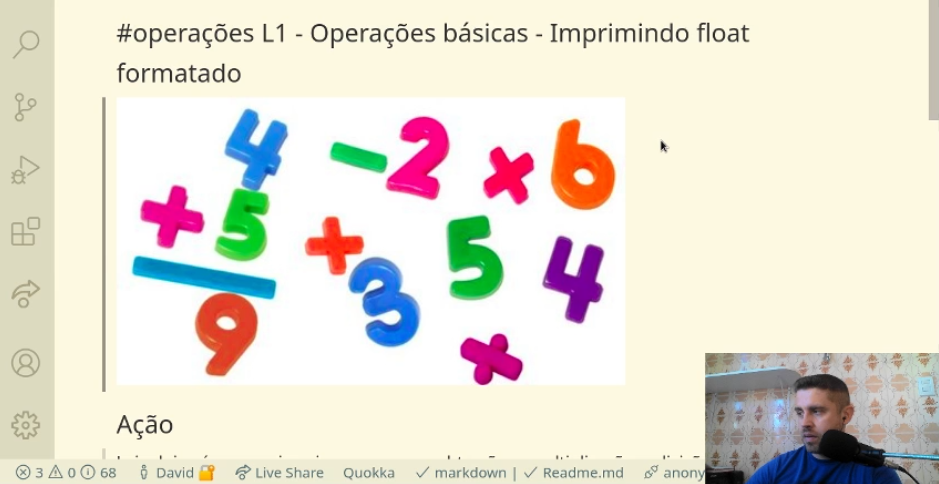 #operações L1 - Operações básicas - Imprimindo float
formatado
4 - 2 × 6
+ 5
+ 3 5 4
9
Ação
3 0 68 David Live Share Quokka markdown | Readme.md anony